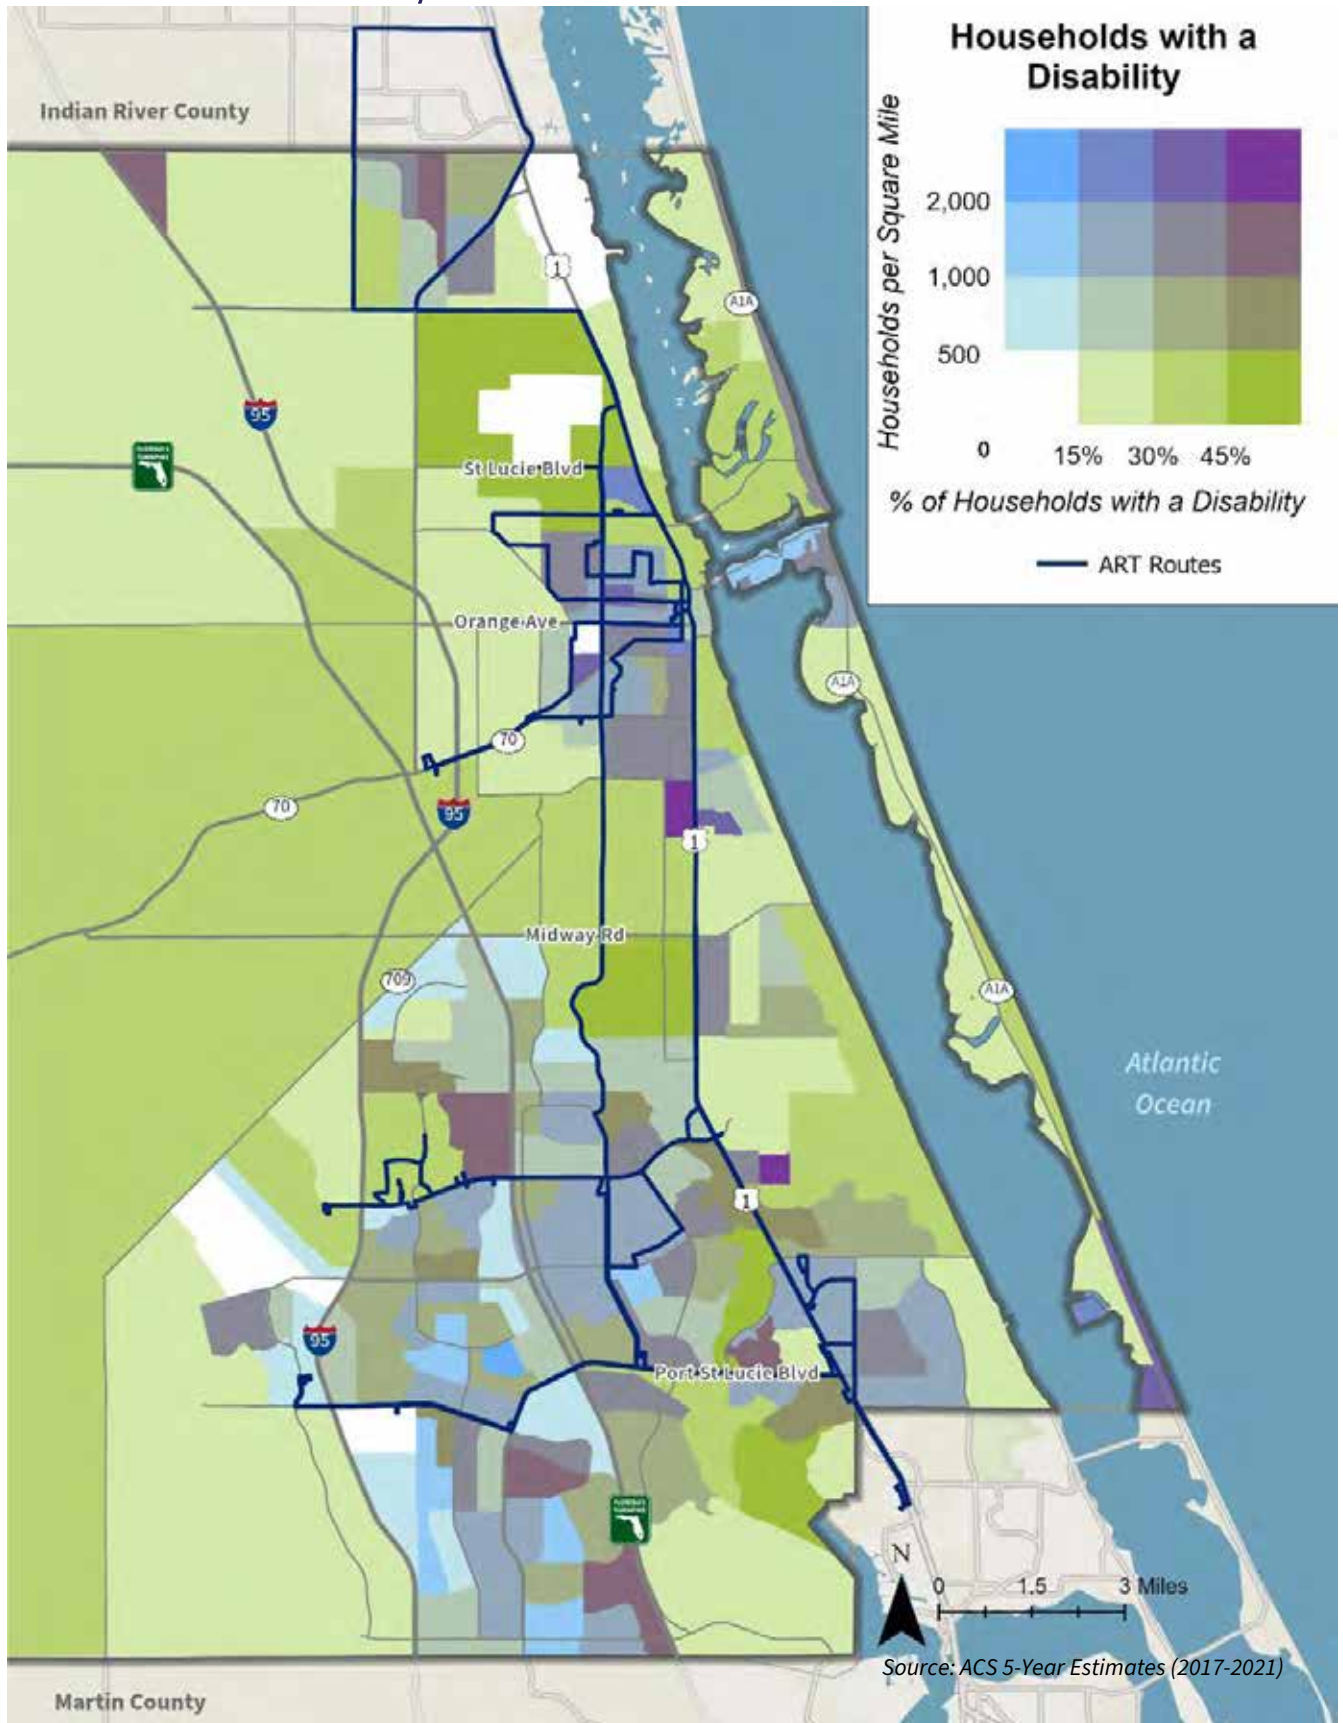 Households with a
Disability
Households per Square Mile
2,000
1,000
500
0
15% 30% 45%
% of Households with a Disability
ART Routes
Indian River County
1
A1A
95
St Lucie Blvd
Orange Ave
A1A
70
70
95
1
Midway Rd
709
A1A
Atlantic
Ocean
1
95
Port St Lucie Blvd
N
0 1.5 3 Miles
Source: ACS 5-Year Estimates (2017-2021)
Martin County